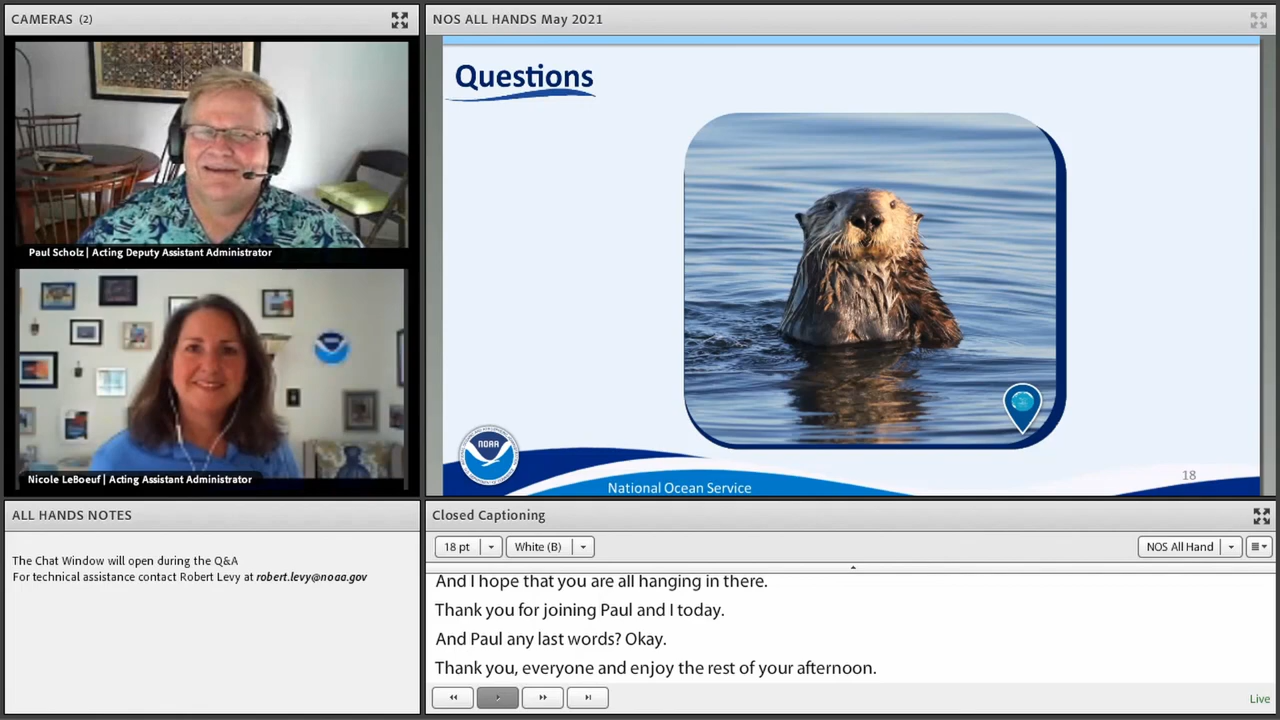 CAMERAS (2)
Paul Scholz | Acting Deputy Assistant Administrator
Nicole LeBoeuf | Acting Assistant Administrator
NOS ALL HANDS May 2021
Questions
NOAA
National Ocean Service
18
ALL HANDS NOTES
The Chat Window will open during the Q&A
For technical assistance contact Robert Levy at robert.levy@noaa.gov
Closed Captioning
18 pt
White (B)
NOS All Hand
And I hope that you are all hanging in there.
Thank you for joining Paul and I today.
And Paul any last words? Okay.
Thank you, everyone and enjoy the rest of your afternoon.
Live